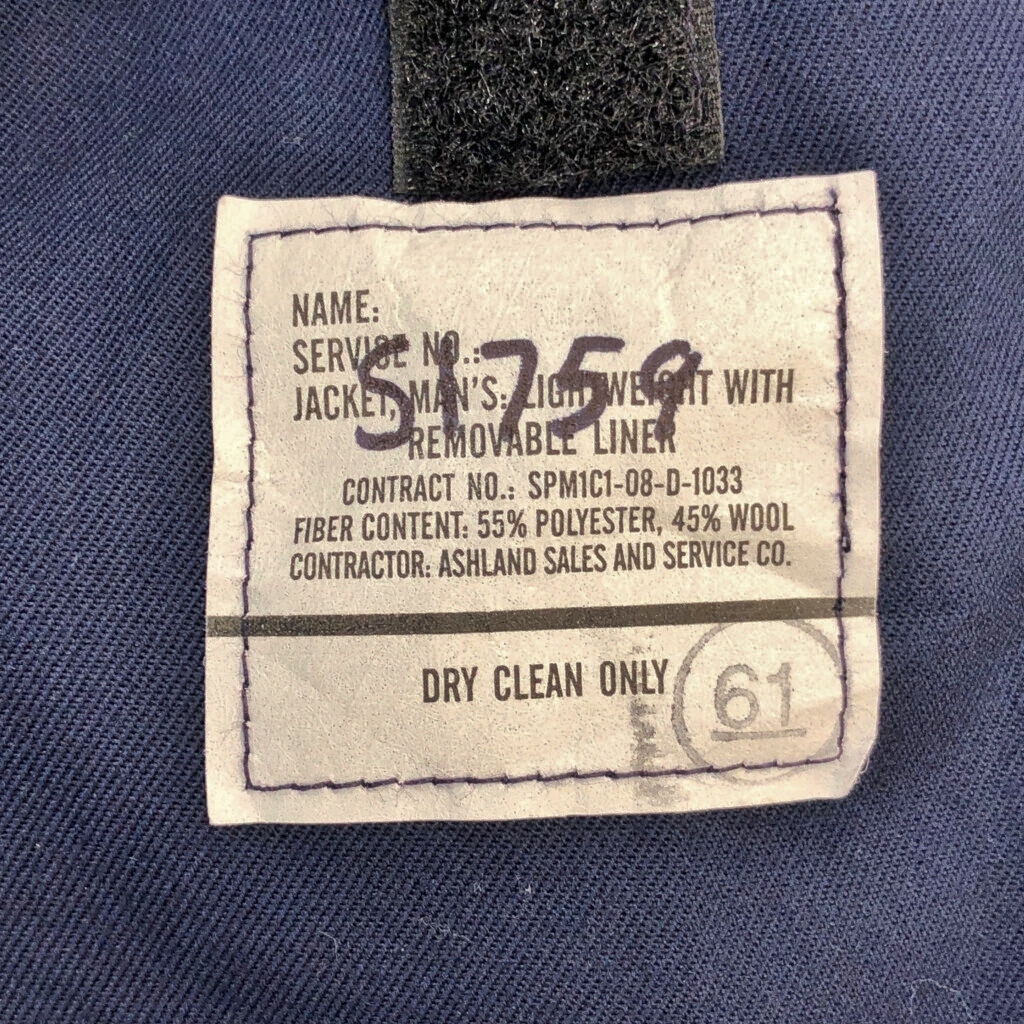 NAME:
SERVICE NO.:
S1759
JACKET, MAN'S: LIGHTWEIGHT WITH
REMOVABLE LINER
CONTRACT NO.: SPM1C1-08-D-1033
FIBER CONTENT: 55% POLYESTER, 45% WOOL
CONTRACTOR: ASHLAND SALES AND SERVICE CO.
DRY CLEAN ONLY
61